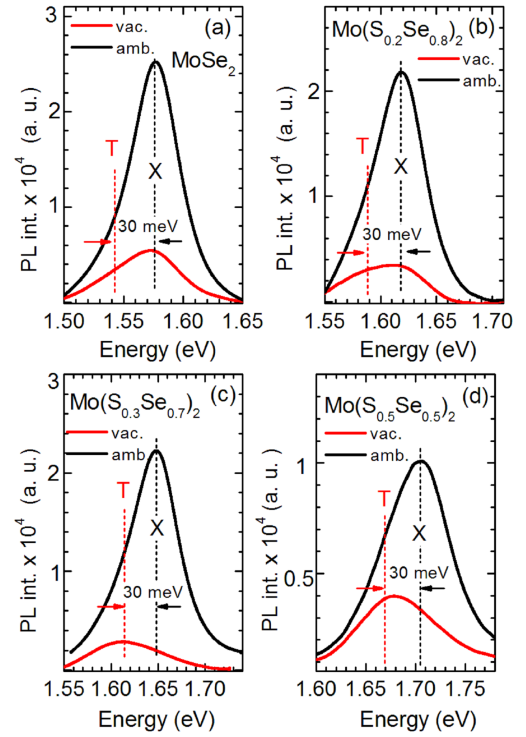 (a)
vac.
amb.
MoSe2
T
X
30 meV
PL int. x 10^4 (a. u.)
3
2
1
1.50 1.55 1.60 1.65
Energy (eV)
(b)
Mo(S0.2Se0.8)2
vac.
amb.
T
X
30 meV
PL int. x 10^4 (a. u.)
2
1
1.55 1.60 1.65 1.70
Energy (eV)
(c)
Mo(S0.3Se0.7)2
vac.
amb.
T
X
30 meV
PL int. x 10^4 (a. u.)
3
2
1
1.55 1.60 1.65 1.70
Energy (eV)
(d)
Mo(S0.5Se0.5)2
vac.
amb.
T
X
30 meV
PL int. x 10^4 (a. u.)
1
0.5
1.60 1.65 1.70 1.75
Energy (eV)